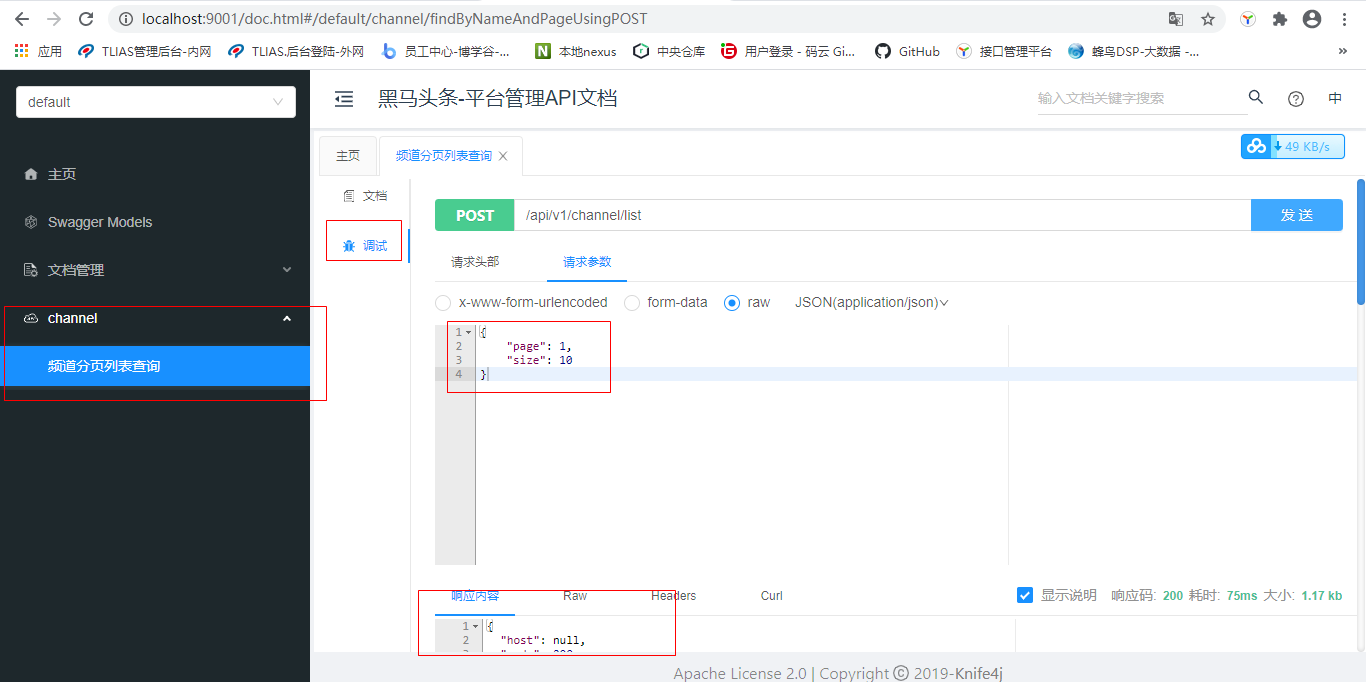 localhost:9001/doc.html#/default/channel/findByNameAndPageUsingPOST
应用 TLIAS管理后台-内网 TLIAS.后台登陆-外网 员工中心-博学谷-... N 本地nexus 中央仓库 用户登录 - 码云 Gi... GitHub 接口管理平台 蜂鸟DSP-大数据 -... »
default
黑马头条-平台管理API文档
输入文档关键字搜索
中
主页
频道分页列表查询
49 KB/s
主页
Swagger Models
文档管理
channel
频道分页列表查询
文档
调试
POST /api/v1/channel/list 发 送
请求头部 请求参数
x-www-form-urlencoded form-data raw JSON(application/json)
1 {
2 "page": 1,
3 "size": 10
4 }
响应内容 Raw Headers Curl 显示说明 响应码: 200 耗时: 75ms 大小: 1.17 kb
1 {
2 "host": null,
Apache License 2.0 | Copyright © 2019-Knife4j